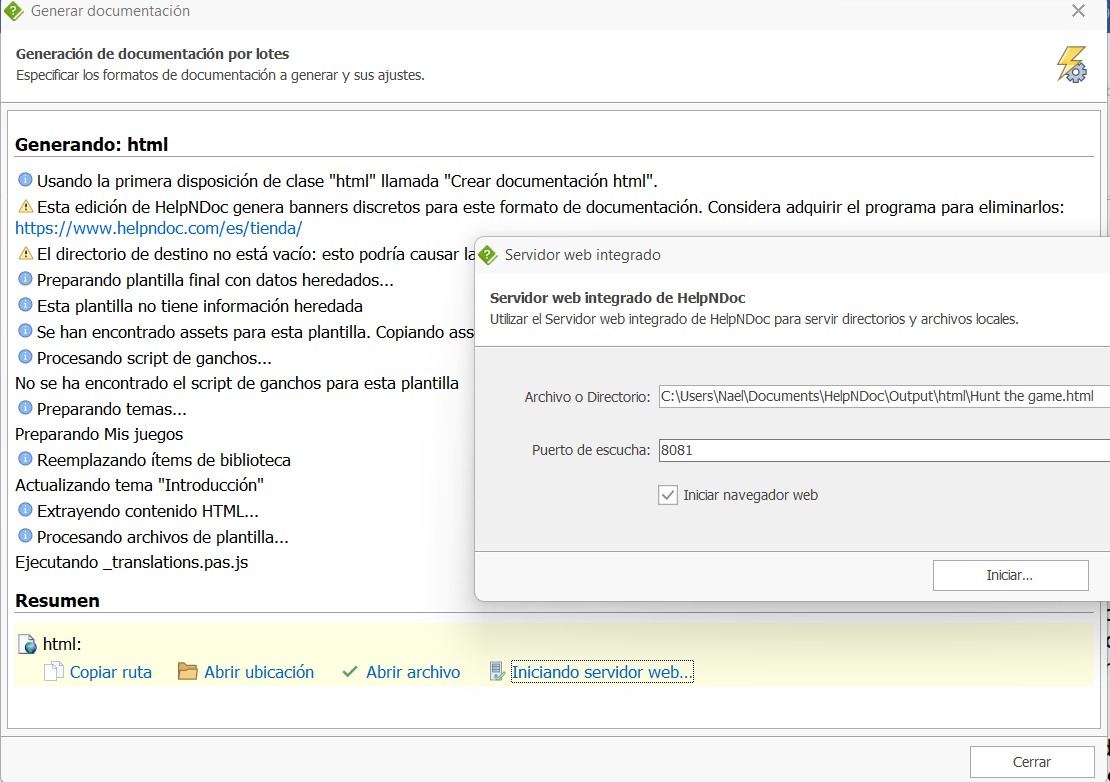 Generar documentación
Generación de documentación por lotes
Especificar los formatos de documentación a generar y sus ajustes.
Generando: html
Usando la primera disposición de clase "html" llamada "Crear documentación html".
Esta edición de HelpNDoc genera banners discretos para este formato de documentación. Considera adquirir el programa para eliminarlos:
https://www.helpndoc.com/es/tienda/
El directorio de destino no está vacío: esto podría causar la
Preparando plantilla final con datos heredados...
Esta plantilla no tiene información heredada
Se han encontrado assets para esta plantilla. Copiando ass
Procesando script de ganchos...
No se ha encontrado el script de ganchos para esta plantilla
Preparando temas...
Preparando Mis juegos
Reemplazando ítems de biblioteca
Actualizando tema "Introducción"
Extrayendo contenido HTML...
Procesando archivos de plantilla...
Ejecutando _translations.pas.js
Resumen
html:
Copiar ruta Abrir ubicación Abrir archivo Iniciando servidor web...
Cerrar
Servidor web integrado
Servidor web integrado de HelpNDoc
Utilizar el Servidor web integrado de HelpNDoc para servir directorios y archivos locales.
Archivo o Directorio: C:\Users\Nael\Documents\HelpNDoc\Output\html\Hunt the game.html
Puerto de escucha: 8081
Iniciar navegador web
Iniciar...